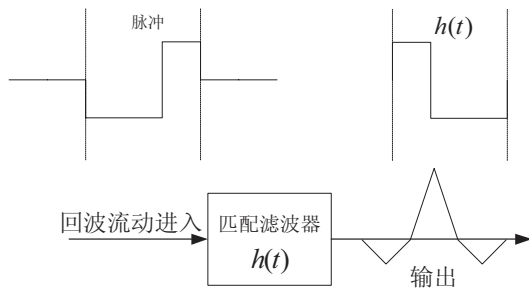 脉冲
h(t)
回波流动进入
匹配滤波器
h(t)
输出